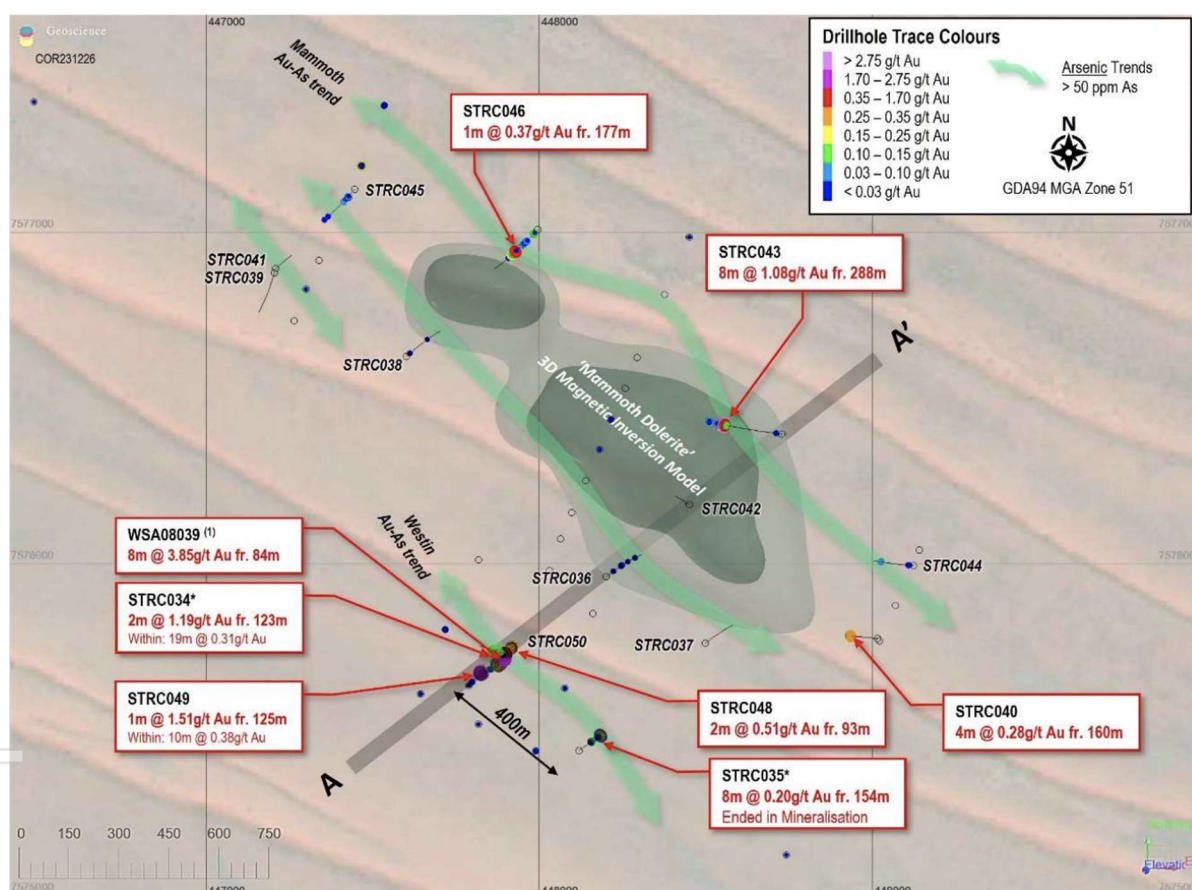 447000
448000
Geoscience
COR231226
Mammoth
Au-As trend
STRC046
1m @ 0.37g/t Au fr. 177m
Drillhole Trace Colours
> 2.75 g/t Au
1.70 – 2.75 g/t Au
0.35 – 1.70 g/t Au
0.25 – 0.35 g/t Au
0.15 – 0.25 g/t Au
0.10 – 0.15 g/t Au
0.03 – 0.10 g/t Au
< 0.03 g/t Au
Arsenic Trends
> 50 ppm As
N
GDA94 MGA Zone 51
STRC045
7577000
STRC041
STRC039
STRC043
8m @ 1.08g/t Au fr. 288m
STRC038
A'
'Mammoth Dolerite'
3D Magnetic Inversion Model
STRC042
WSA08039 (1)
8m @ 3.85g/t Au fr. 84m
Westin
Au-As trend
STRC036
STRC044
STRC034*
2m @ 1.19g/t Au fr. 123m
Within: 19m @ 0.31g/t Au
STRC050
STRC037
STRC049
1m @ 1.51g/t Au fr. 125m
Within: 10m @ 0.38g/t Au
400m
STRC048
2m @ 0.51g/t Au fr. 93m
STRC040
4m @ 0.28g/t Au fr. 160m
A
STRC035*
8m @ 0.20g/t Au fr. 154m
Ended in Mineralisation
0 150 300 450 600 750
Elevatic
7575000
447000
448000
449000